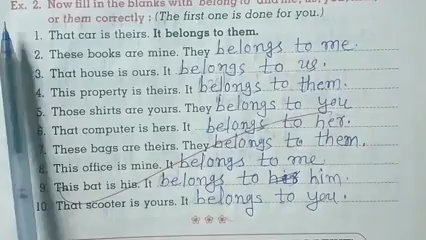 Ex. 2. Now fill in the blanks with 'belong to' and me, us,
or them correctly : (The first one is done for you.)
1. That car is theirs. It belongs to them.
2. These books are mine. They belongs to me.
3. That house is ours. It belongs to us.
4. This property is theirs. It belongs to them.
5. Those shirts are yours. They belongs to you
6. That computer is hers. It belongs to her.
7. These bags are theirs. They belongs to them.
8. This office is mine. It belongs to me
9. This bat is his. It belongs to him.
10. That scooter is yours. It belongs to you.